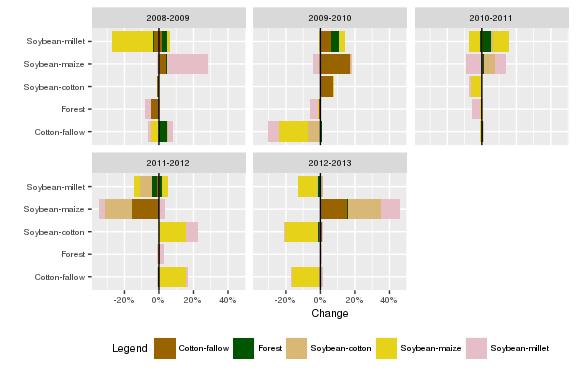 2008-2009
2009-2010
2010-2011
Soybean-millet
Soybean-maize
Soybean-cotton
Forest
Cotton-fallow
2011-2012
2012-2013
Soybean-millet
Soybean-maize
Soybean-cotton
Forest
Cotton-fallow
-20% 0% 20% 40%
-20% 0% 20% 40%
Change
Legend Cotton-fallow Forest Soybean-cotton Soybean-maize Soybean-millet